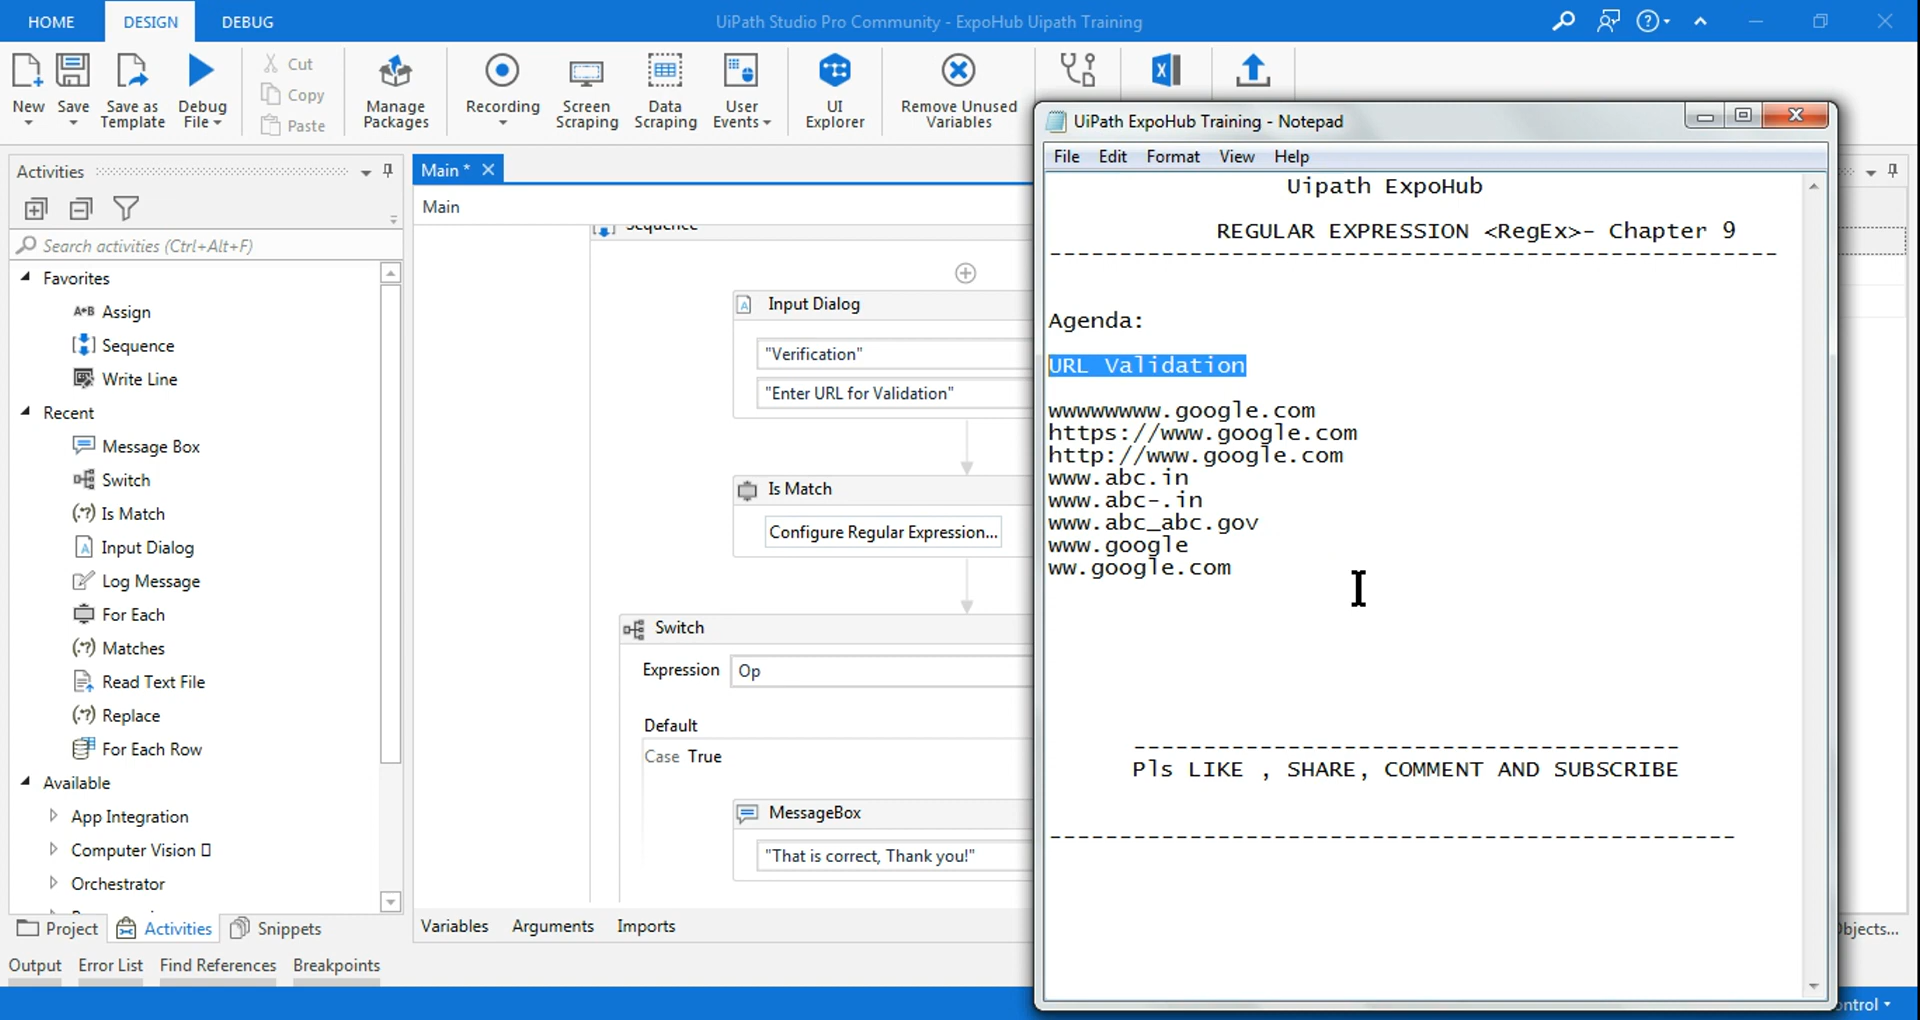 HOME DESIGN DEBUG
UiPath Studio Pro Community - ExpoHub Uipath Training
New
Save
Save as Template
Debug File
Cut
Copy
Paste
Manage Packages
Recording
Screen Scraping
Data Scraping
User Events
UI Explorer
Remove Unused Variables
Activities
Search activities (Ctrl+Alt+F)
Favorites
Assign
Sequence
Write Line
Recent
Message Box
Switch
Is Match
Input Dialog
Log Message
For Each
Matches
Read Text File
Replace
For Each Row
Available
App Integration
Computer Vision
Orchestrator
Project Activities Snippets
Output Error List Find References Breakpoints
Main *
Main
Sequence
Input Dialog
"Verification"
"Enter URL for Validation"
Is Match
Configure Regular Expression...
Switch
Expression Op
Default
Case True
MessageBox
"That is correct, Thank you!"
Variables Arguments Imports
UiPath ExpoHub Training - Notepad
File Edit Format View Help
Uipath ExpoHub
REGULAR EXPRESSION <RegEx>- Chapter 9
----------------------------------------------------
Agenda:
URL Validation
wwwwwwww.google.com
https://www.google.com
http://www.google.com
www.abc.in
www.abc-.in
www.abc_abc.gov
www.google
ww.google.com
---------------------------------------
Pls LIKE , SHARE, COMMENT AND SUBSCRIBE
-------------------------------------------------